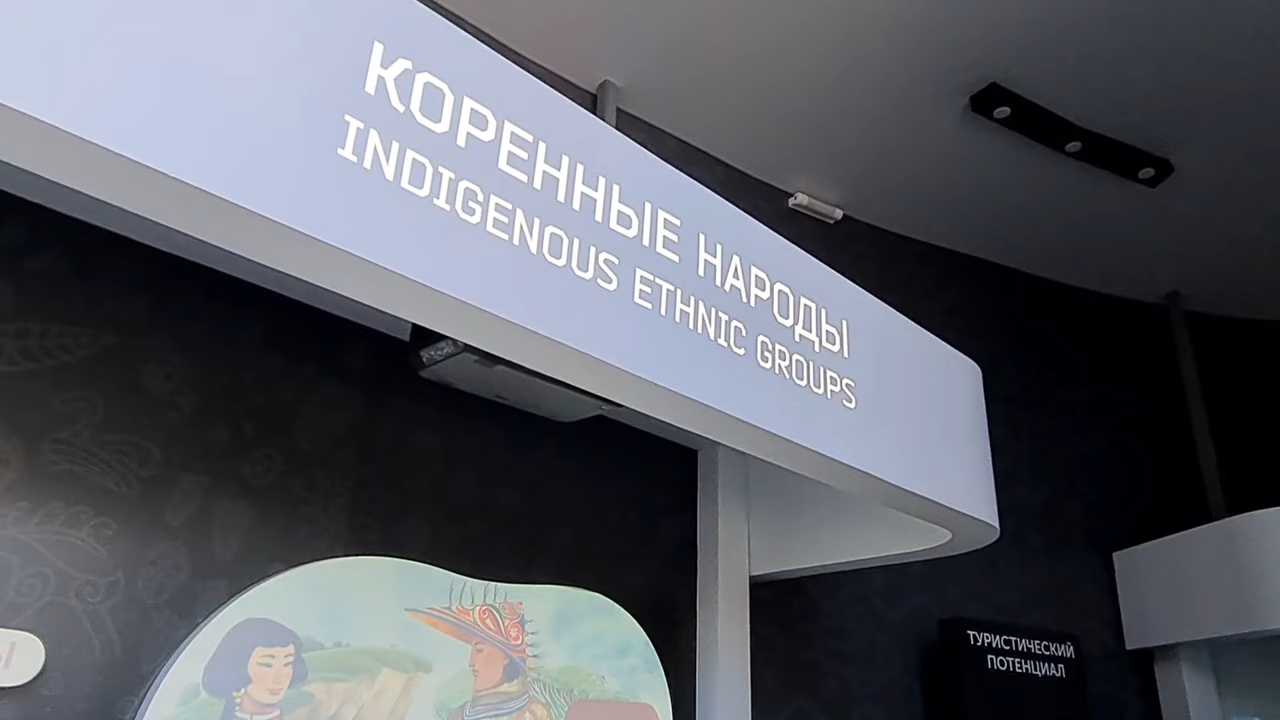 КОРЕННЫЕ НАРОДЫ
INDIGENOUS ETHNIC GROUPS
ТУРИСТИЧЕСКИЙ
ПОТЕНЦИАЛ